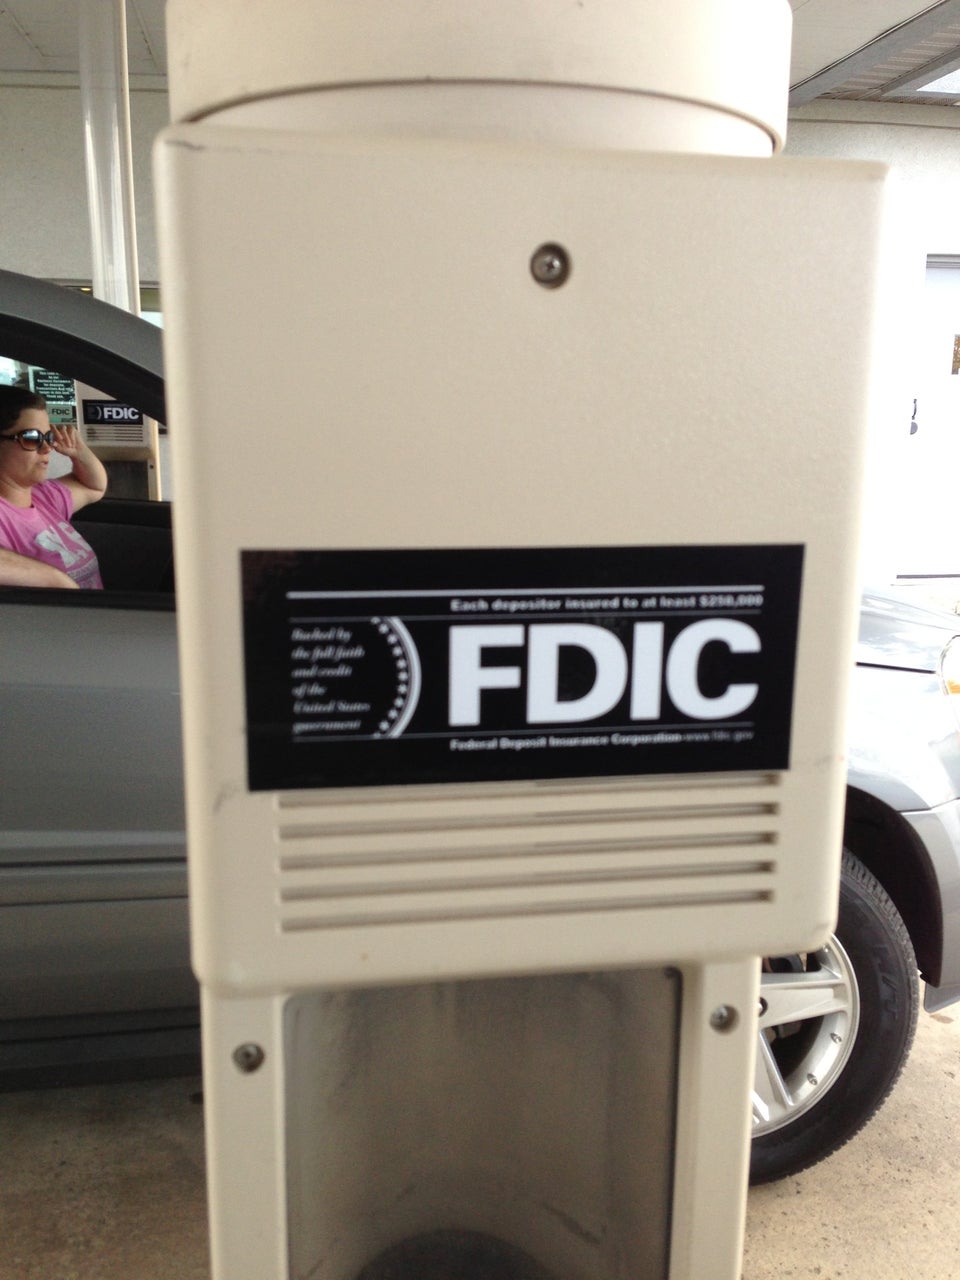 Each depositor insured to at least $250,000
Backed by
the full faith
and credit
of the
United States
government
FDIC
Federal Deposit Insurance Corporation www.fdic.gov
FDIC
FDIC